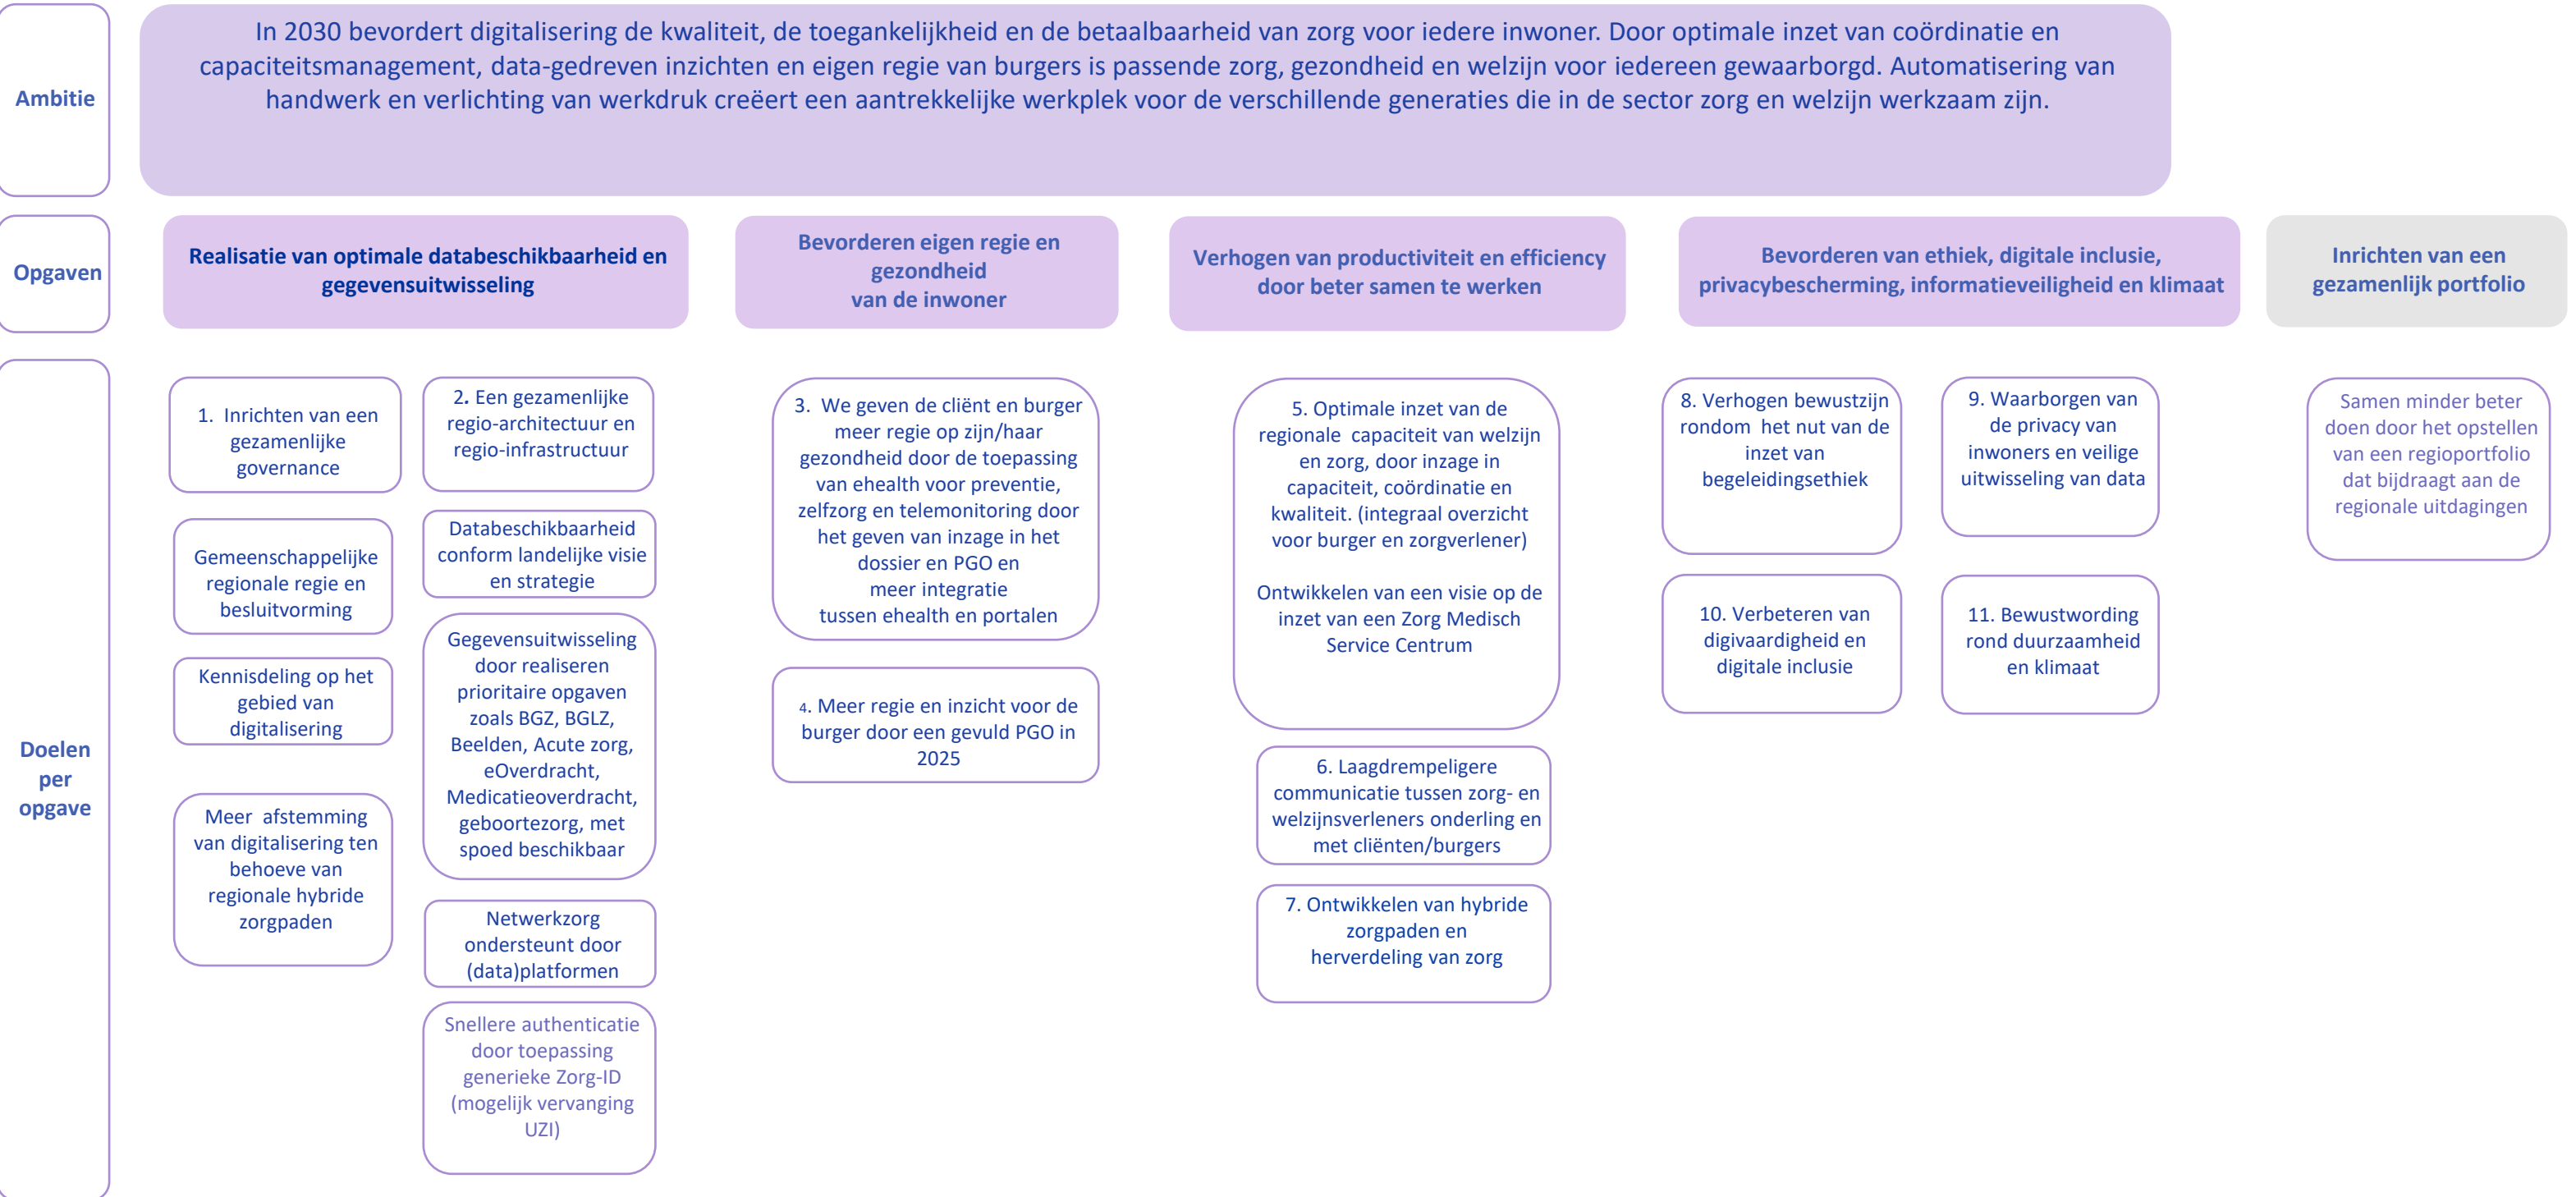 Ambitie
In 2030 bevordert digitalisering de kwaliteit, de toegankelijkheid en de betaalbaarheid van zorg voor iedere inwoner. Door optimale inzet van coördinatie en
capaciteitsmanagement, data-gedreven inzichten en eigen regie van burgers is passende zorg, gezondheid en welzijn voor iedereen gewaarborgd. Automatisering van
handwerk en verlichting van werkdruk creëert een aantrekkelijke werkplek voor de verschillende generaties die in de sector zorg en welzijn werkzaam zijn.
Opgaven
Realisatie van optimale databeschikbaarheid en
gegevensuitwisseling
Bevorderen eigen regie en
gezondheid
van de inwoner
Verhogen van productiviteit en efficiency
door beter samen te werken
Bevorderen van ethiek, digitale inclusie,
privacybescherming, informatieveiligheid en klimaat
Inrichten van een
gezamenlijk portfolio
Doelen
per
opgave
1. Inrichten van een
gezamenlijke
governance
Gemeenschappelijke
regionale regie en
besluitvorming
Kennisdeling op het
gebied van
digitalisering
Meer afstemming
van digitalisering ten
behoeve van
regionale hybride
zorgpaden
2. Een gezamenlijke
regio-architectuur en
regio-infrastructuur
Databeschikbaarheid
conform landelijke visie
en strategie
Gegevensuitwisseling
door realiseren
prioritaire opgaven
zoals BGZ, BGLZ,
Beelden, Acute zorg,
eOverdracht,
Medicatieoverdracht,
geboortezorg, met
spoed beschikbaar
Netwerkzorg
ondersteunt door
(data)platformen
Snellere authenticatie
door toepassing
generieke Zorg-ID
(mogelijk vervanging
UZI)
3. We geven de cliënt en burger
meer regie op zijn/haar
gezondheid door de toepassing
van ehealth voor preventie,
zelfzorg en telemonitoring door
het geven van inzage in het
dossier en PGO en
meer integratie
tussen ehealth en portalen
4. Meer regie en inzicht voor de
burger door een gevuld PGO in
2025
5. Optimale inzet van de
regionale capaciteit van welzijn
en zorg, door inzage in
capaciteit, coördinatie en
kwaliteit. (integraal overzicht
voor burger en zorgverlener)
Ontwikkelen van een visie op de
inzet van een Zorg Medisch
Service Centrum
6. Laagdrempeligere
communicatie tussen zorg- en
welzijnsverleners onderling en
met cliënten/burgers
7. Ontwikkelen van hybride
zorgpaden en
herverdeling van zorg
8. Verhogen bewustzijn
rondom het nut van de
inzet van
begeleidingsethiek
9. Waarborgen van
de privacy van
inwoners en veilige
uitwisseling van data
10. Verbeteren van
digivaardigheid en
digitale inclusie
11. Bewustwording
rond duurzaamheid
en klimaat
Samen minder beter
doen door het opstellen
van een regioportfolio
dat bijdraagt aan de
regionale uitdagingen